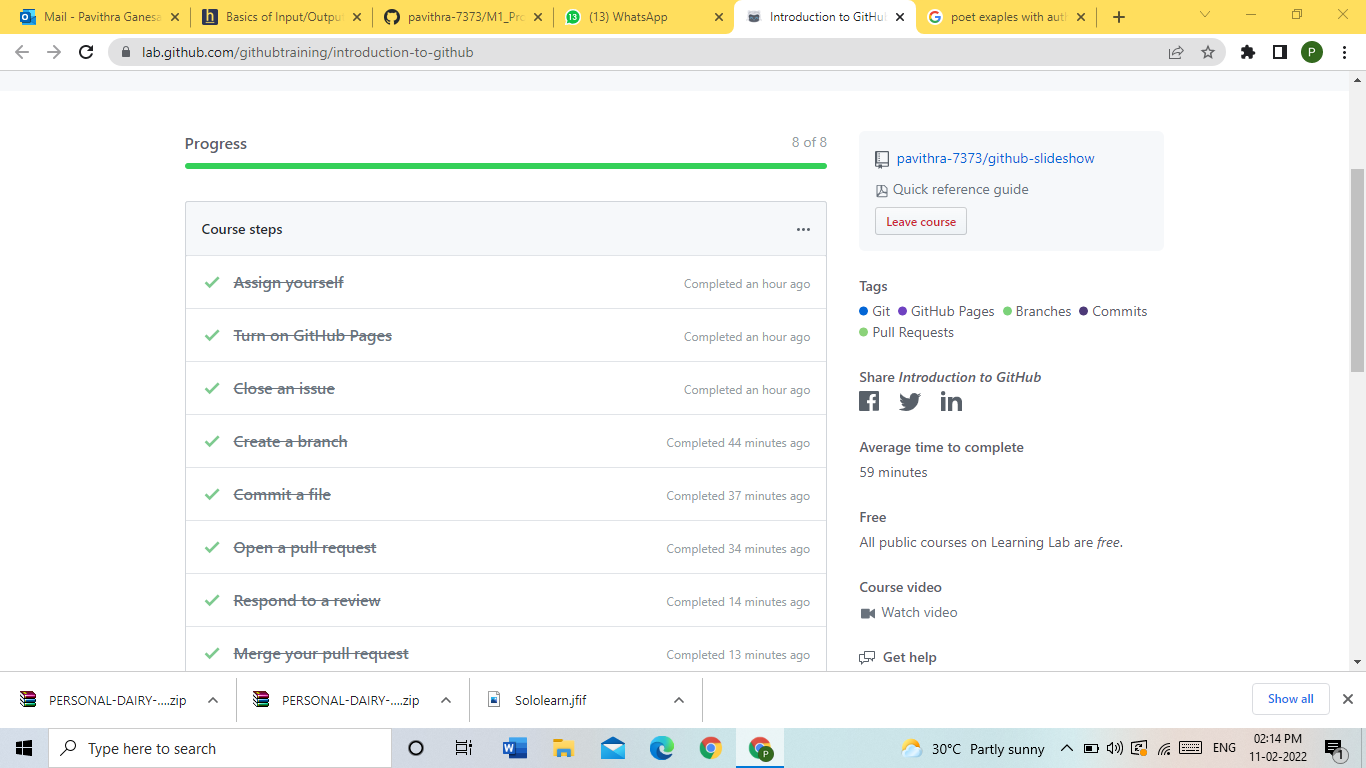 Mail - Pavithra Ganesa
Basics of Input/Output
pavithra-7373/M1_Pro
13
(13) WhatsApp
Introduction to GitHu
poet exaples with aut
lab.github.com/githubtraining/introduction-to-github
P
Progress
8 of 8
Course steps
Assign yourself
Completed an hour ago
Turn on GitHub Pages
Completed an hour ago
Close an issue
Completed an hour ago
Create a branch
Completed 44 minutes ago
Commit a file
Completed 37 minutes ago
Open a pull request
Completed 34 minutes ago
Respond to a review
Completed 14 minutes ago
Merge your pull request
Completed 13 minutes ago
pavithra-7373/github-slideshow
Quick reference guide
Leave course
Tags
Git GitHub Pages Branches Commits
Pull Requests
Share Introduction to GitHub
Average time to complete
59 minutes
Free
All public courses on Learning Lab are free.
Course video
Watch video
Get help
PERSONAL-DAIRY-....zip
PERSONAL-DAIRY-....zip
Sololearn.jfif
Show all
Type here to search
30°C Partly sunny
ENG
02:14 PM
11-02-2022
1